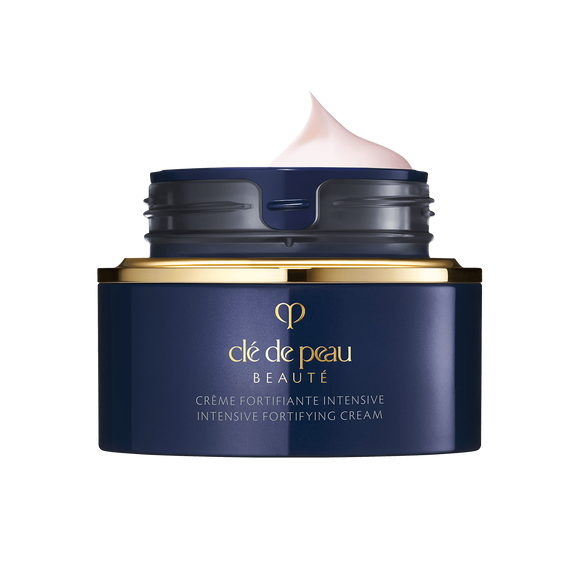 clé de peau
BEAUTÉ
CRÈME FORTIFIANTE INTENSIVE
INTENSIVE FORTIFYING CREAM